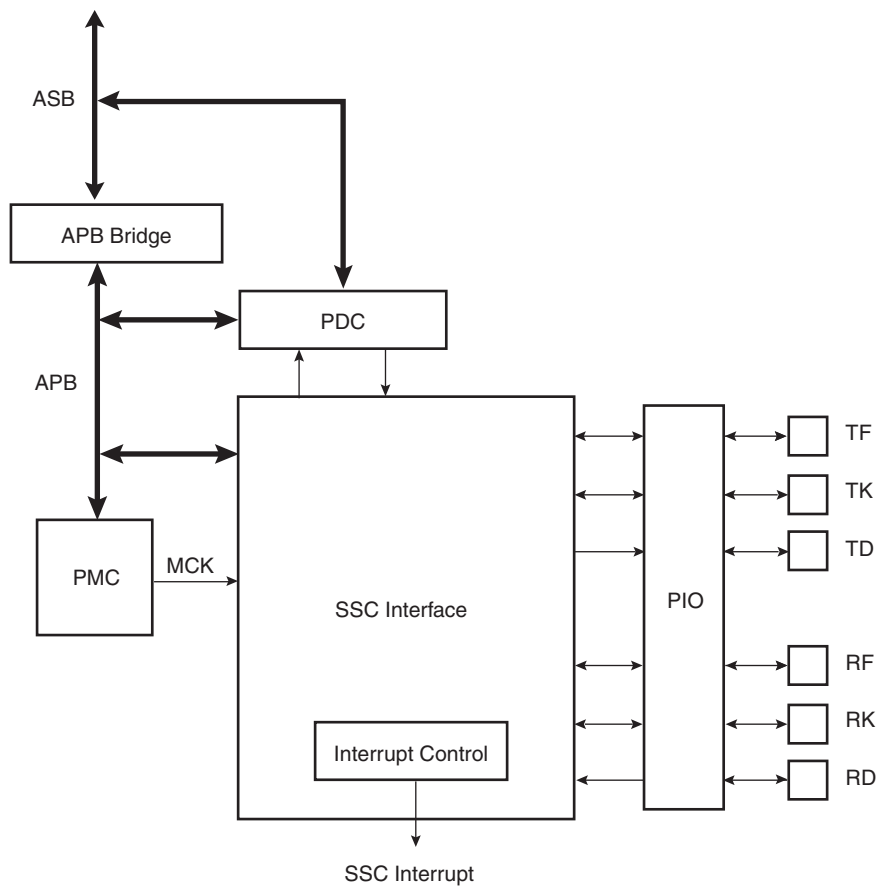 ASB
APB Bridge
PDC
APB
TF
TK
PMC
MCK
TD
SSC Interface
PIO
RF
RK
Interrupt Control
RD
SSC Interrupt